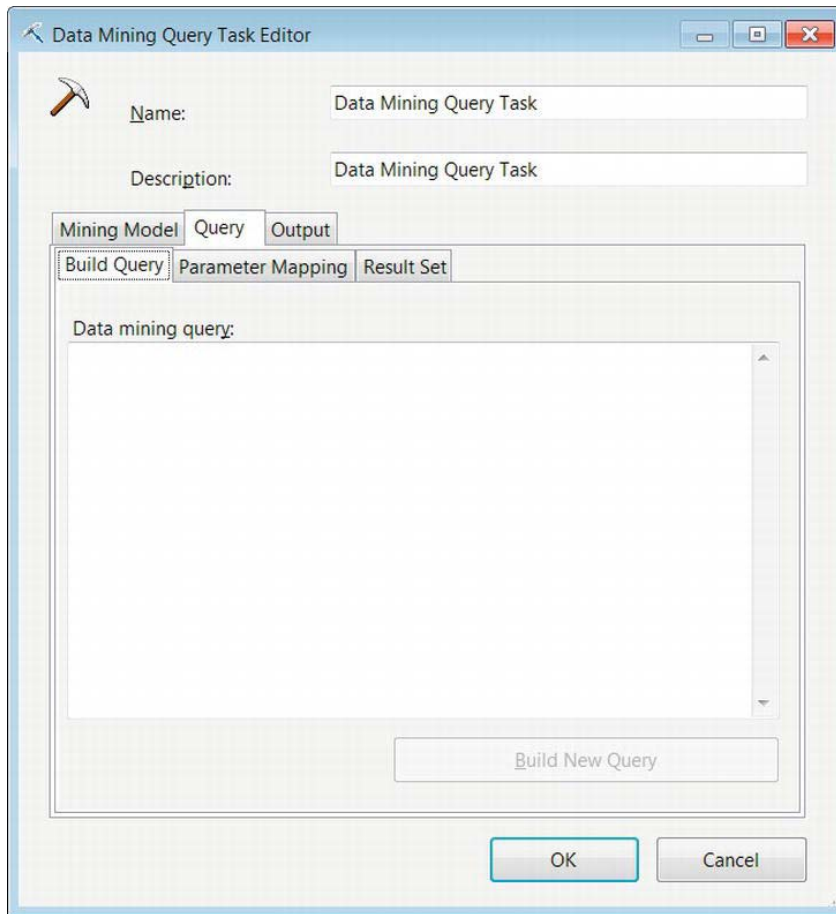 Data Mining Query Task Editor
Name:
Data Mining Query Task
Description:
Data Mining Query Task
Mining Model Query Output
Build Query Parameter Mapping Result Set
Data mining query:
Build New Query
OK Cancel